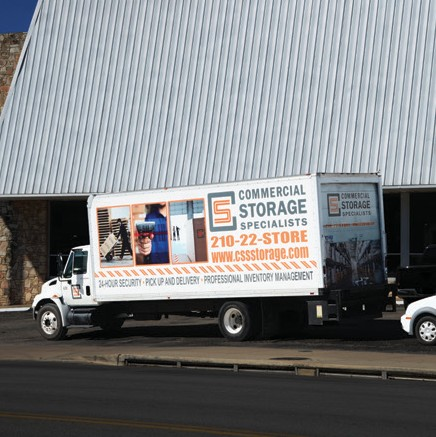 COMMERCIAL
STORAGE
SPECIALISTS
210-22-STORE
www.cssstorage.com
24-HOUR SECURITY · PICK UP AND DELIVERY · PROFESSIONAL INVENTORY MANAGEMENT
COMMERCIAL
STORAGE
SPECIALISTS